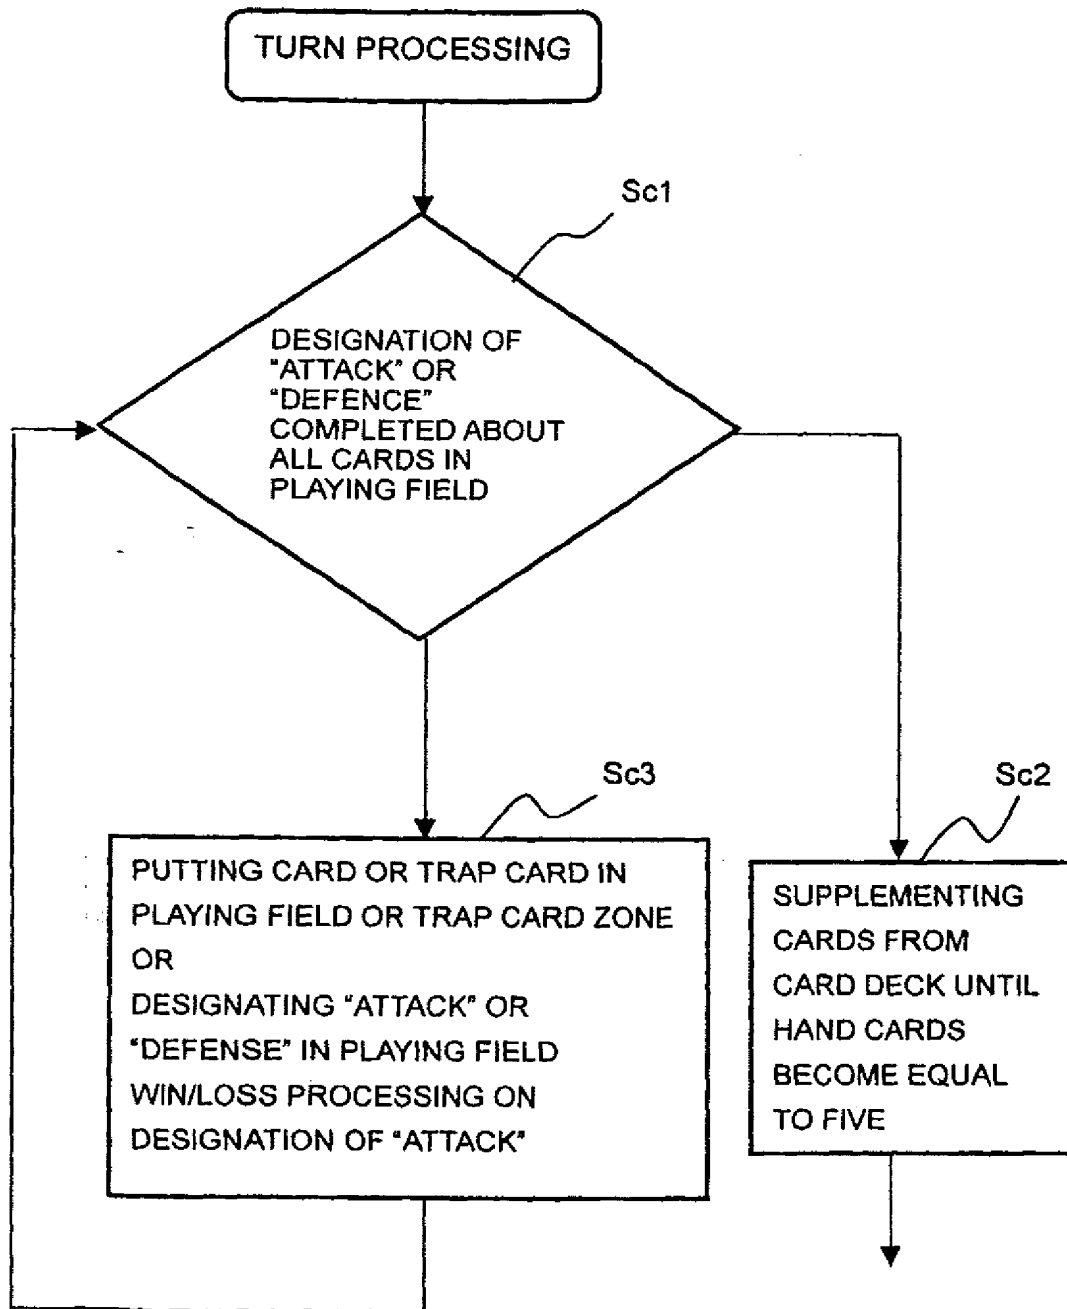 TURN PROCESSING
Sc1
DESIGNATION OF
"ATTACK" OR
"DEFENCE"
COMPLETED ABOUT
ALL CARDS IN
PLAYING FIELD
Sc3
PUTTING CARD OR TRAP CARD IN
PLAYING FIELD OR TRAP CARD ZONE
OR
DESIGNATING "ATTACK" OR
"DEFENSE" IN PLAYING FIELD
WIN/LOSS PROCESSING ON
DESIGNATION OF "ATTACK"
Sc2
SUPPLEMENTING
CARDS FROM
CARD DECK UNTIL
HAND CARDS
BECOME EQUAL
TO FIVE